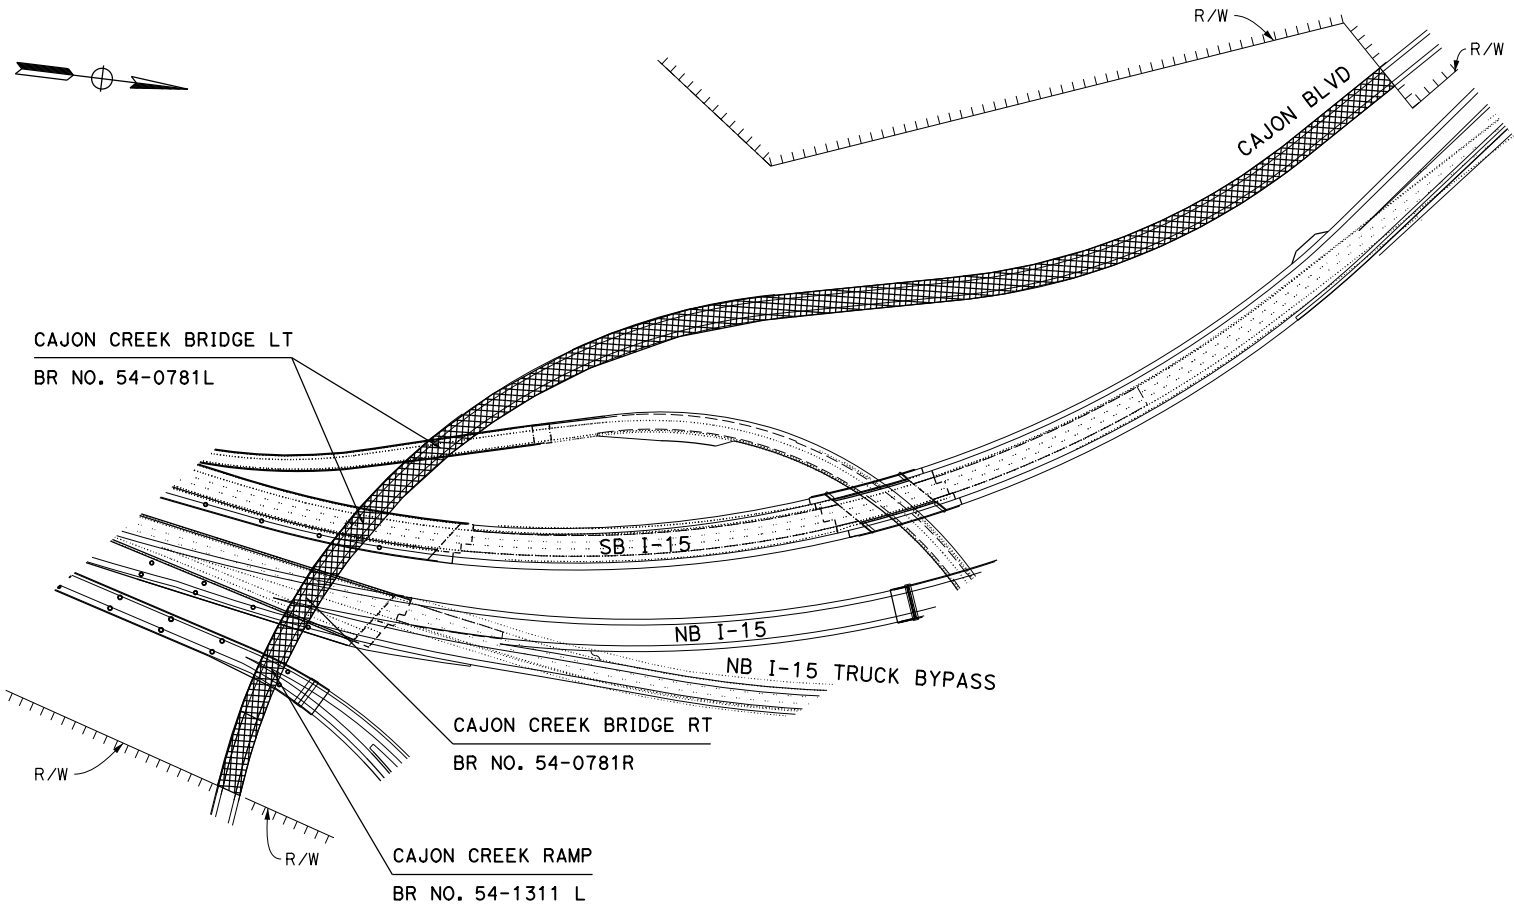 R/W
R/W
CAJON BLVD
CAJON CREEK BRIDGE LT
BR NO. 54-0781L
SB I-15
NB I-15
NB I-15 TRUCK BYPASS
CAJON CREEK BRIDGE RT
BR NO. 54-0781R
R/W
R/W
CAJON CREEK RAMP
BR NO. 54-1311 L